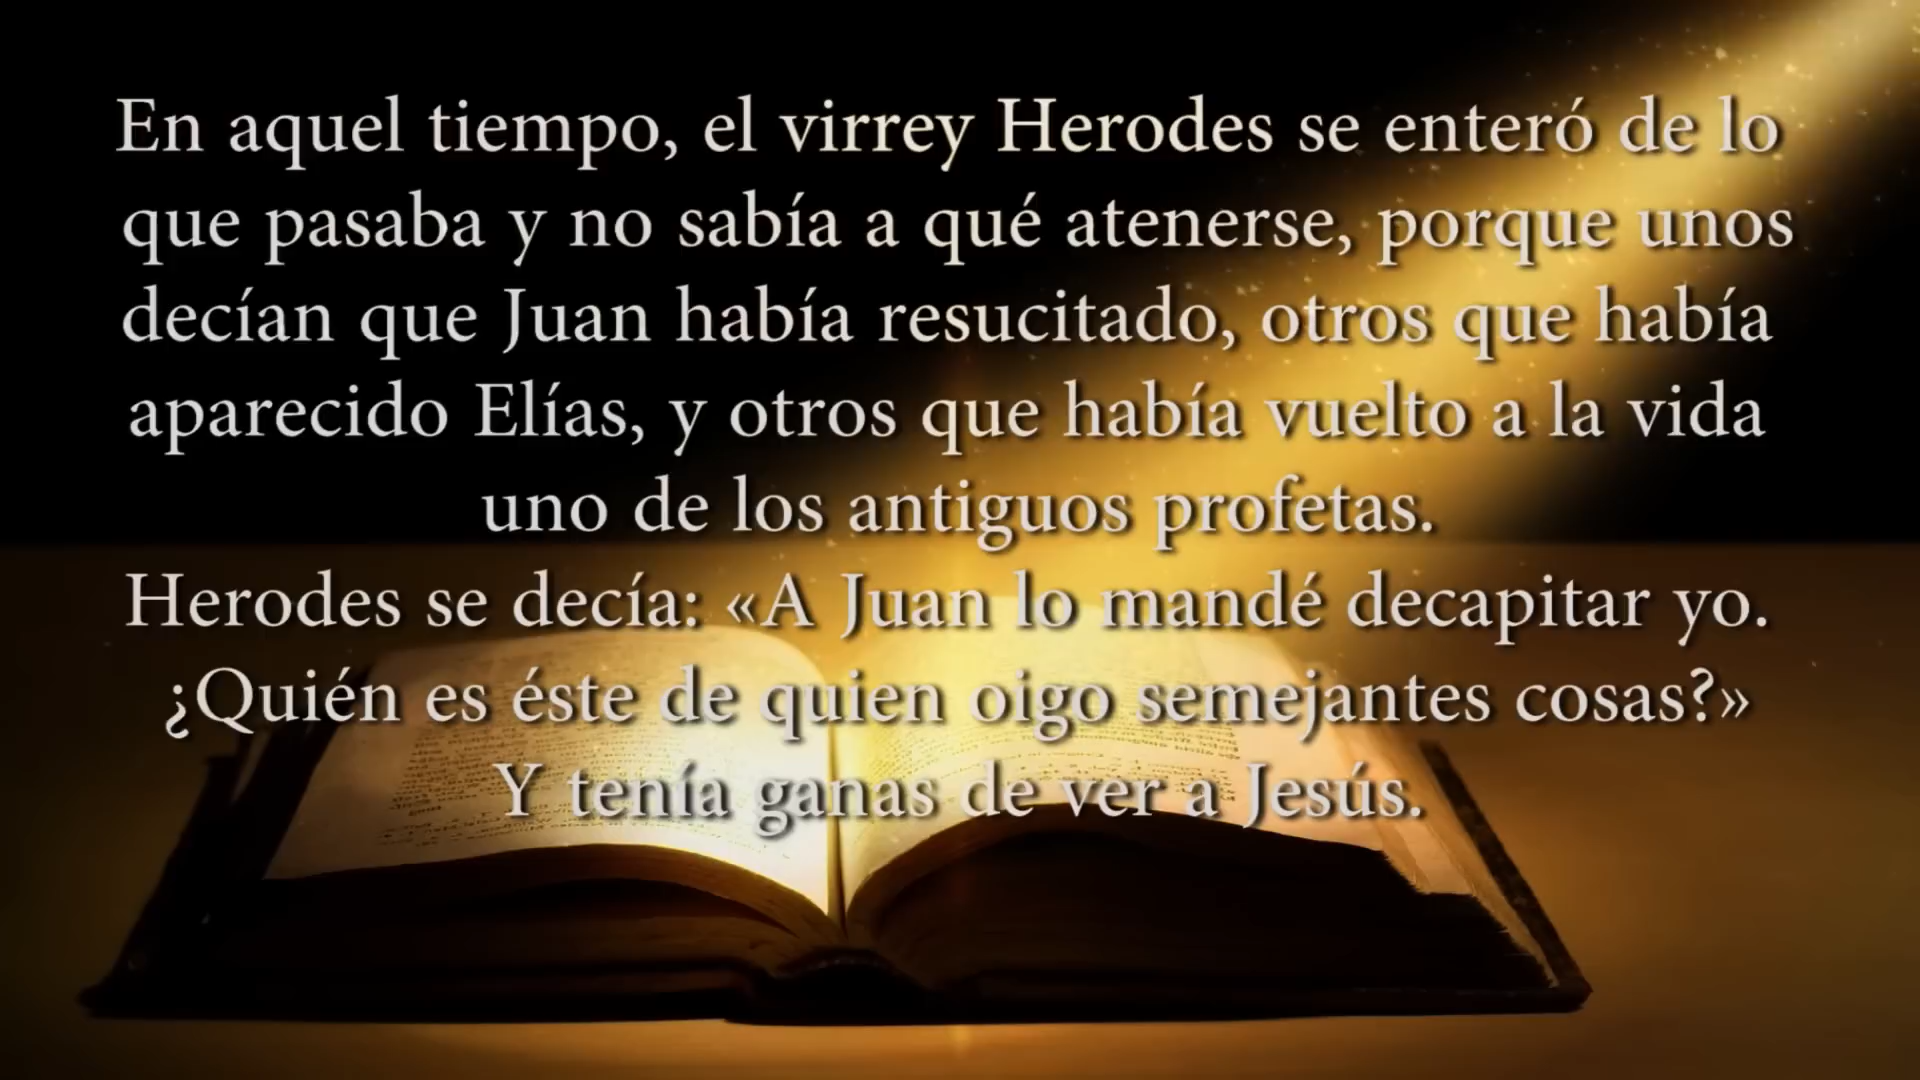 En aquel tiempo, el virrey Herodes se enteró de lo
que pasaba y no sabía a qué atenerse, porque unos
decían que Juan había resucitado, otros que había
aparecido Elías, y otros que había vuelto a la vida
uno de los antiguos profetas.
Herodes se decía: «A Juan lo mandé decapitar yo.
¿Quién es éste de quien oigo semejantes cosas?»
Y tenía ganas de ver a Jesús.